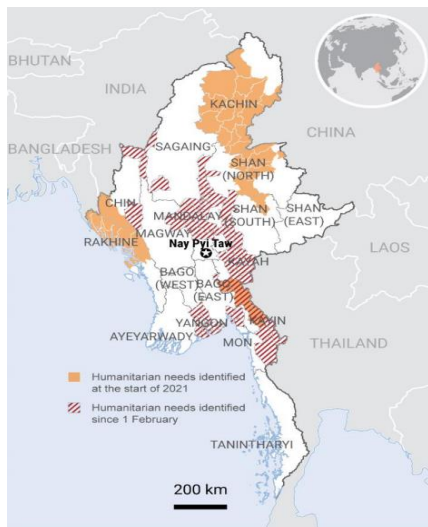 BHUTAN
INDIA
KACHIN
CHINA
SAGAING
BANGLADESH
SHAN
(NORTH)
CHIN
MANDALAY
SHAN
(SOUTH)
SHAN
(EAST)
MAGWAY
RAKHINE
Nay Pyi Taw
LAOS
KAYAH
BAGO
(WEST)
BAGO
(EAST)
YANGON
KAYIN
AYEYARWADY
MON
THAILAND
Humanitarian needs identified
at the start of 2021
Humanitarian needs identified
since 1 February
TANINTHARYI
200 km